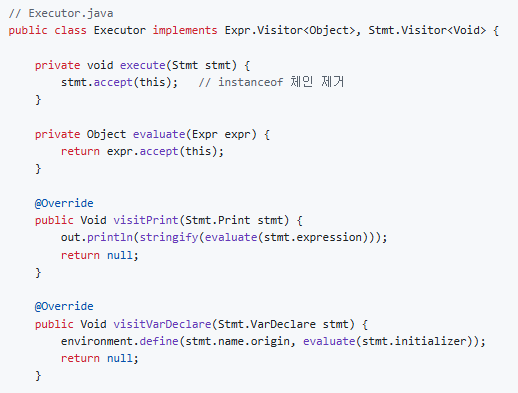 // Executor.java
public class Executor implements Expr.Visitor<Object>, Stmt.Visitor<Void> {
    private void execute(Stmt stmt) {
        stmt.accept(this);   // instanceof 체인 제거
    }
    private Object evaluate(Expr expr) {
        return expr.accept(this);
    }
    @Override
    public Void visitPrint(Stmt.Print stmt) {
        out.println(stringify(evaluate(stmt.expression)));
        return null;
    }
    @Override
    public Void visitVarDeclare(Stmt.VarDeclare stmt) {
        environment.define(stmt.name.origin, evaluate(stmt.initializer));
        return null;
    }